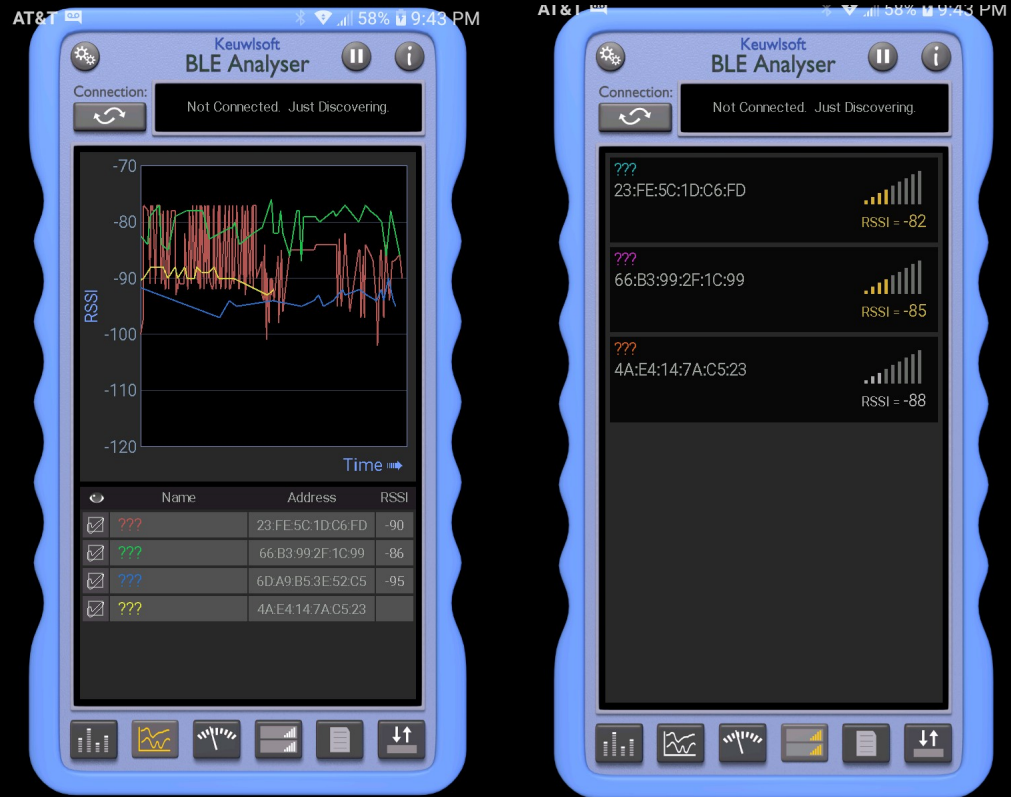 AT&T 58% 9:43 PM
Keuwlsoft
BLE Analyser
Connection:
Not Connected. Just Discovering.
-70
-80
-90
-100
-110
-120
RSSI
Time
Name Address RSSI
??? 23:FE:5C:1D:C6:FD -90
??? 66:B3:99:2F:1C:99 -86
??? 6D:A9:B5:3E:52:C5 -95
??? 4A:E4:14:7A:C5:23
AT&T 58% 9:43 PM
Keuwlsoft
BLE Analyser
Connection:
Not Connected. Just Discovering.
???
23:FE:5C:1D:C6:FD
RSSI = -82
???
66:B3:99:2F:1C:99
RSSI = -85
???
4A:E4:14:7A:C5:23
RSSI = -88